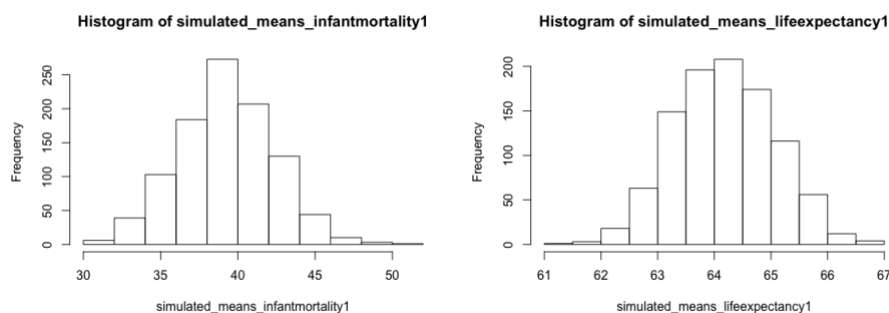 Histogram of simulated_means_infantmortality1
Frequency
250
200
150
100
50
0
30 35 40 45 50
simulated_means_infantmortality1
Histogram of simulated_means_lifeexpectancy1
Frequency
200
150
100
50
0
61 62 63 64 65 66 67
simulated_means_lifeexpectancy1